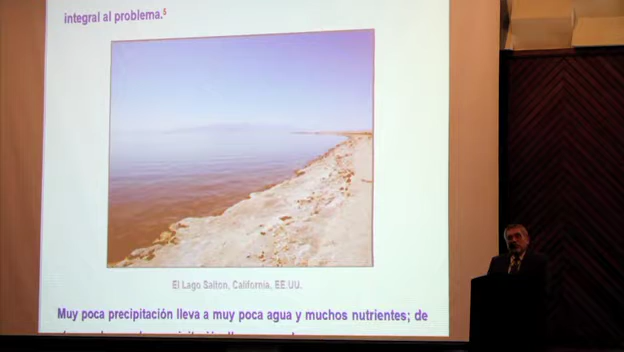 integral al problema.5
El Lago Salton, California, EE.UU.
Muy poca precipitación lleva a muy poca agua y muchos nutrientes; de